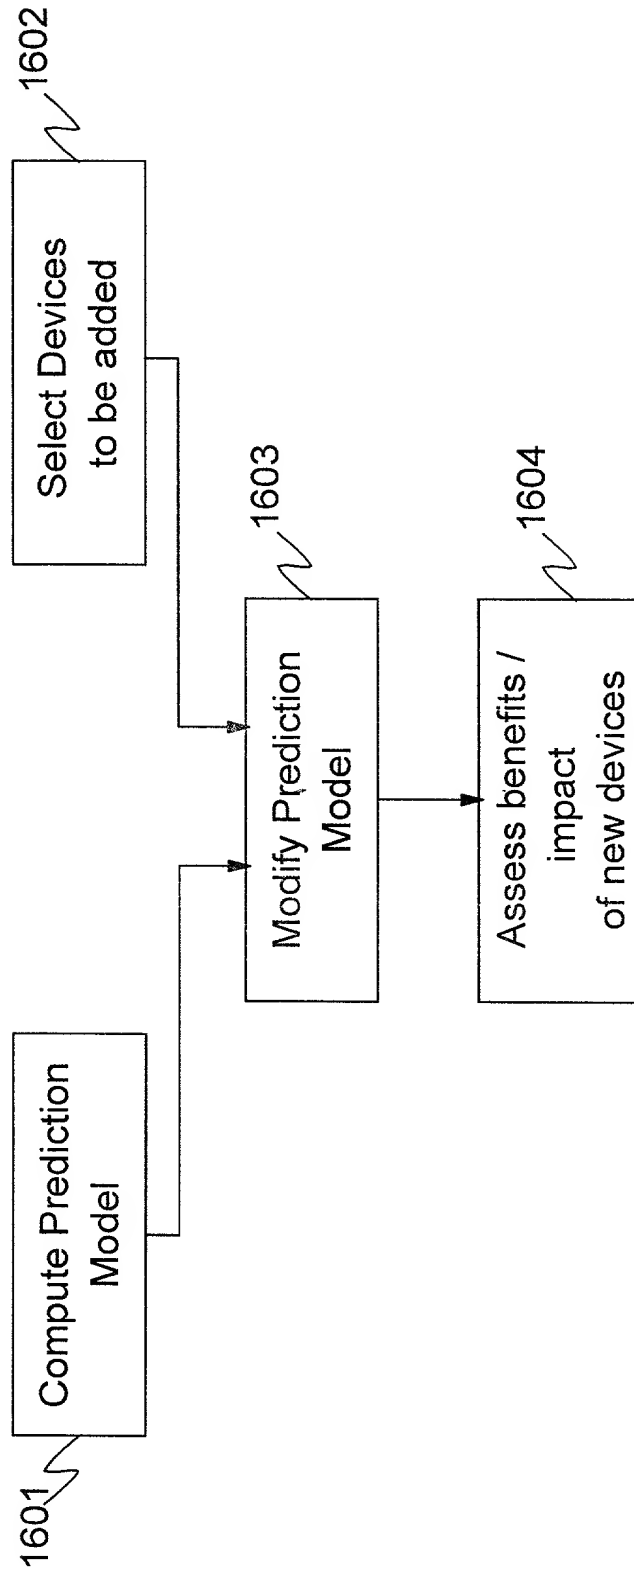 1601
Compute Prediction
Model
1602
Select Devices
to be added
1603
Modify Prediction
Model
1604
Assess benefits /
impact
of new devices